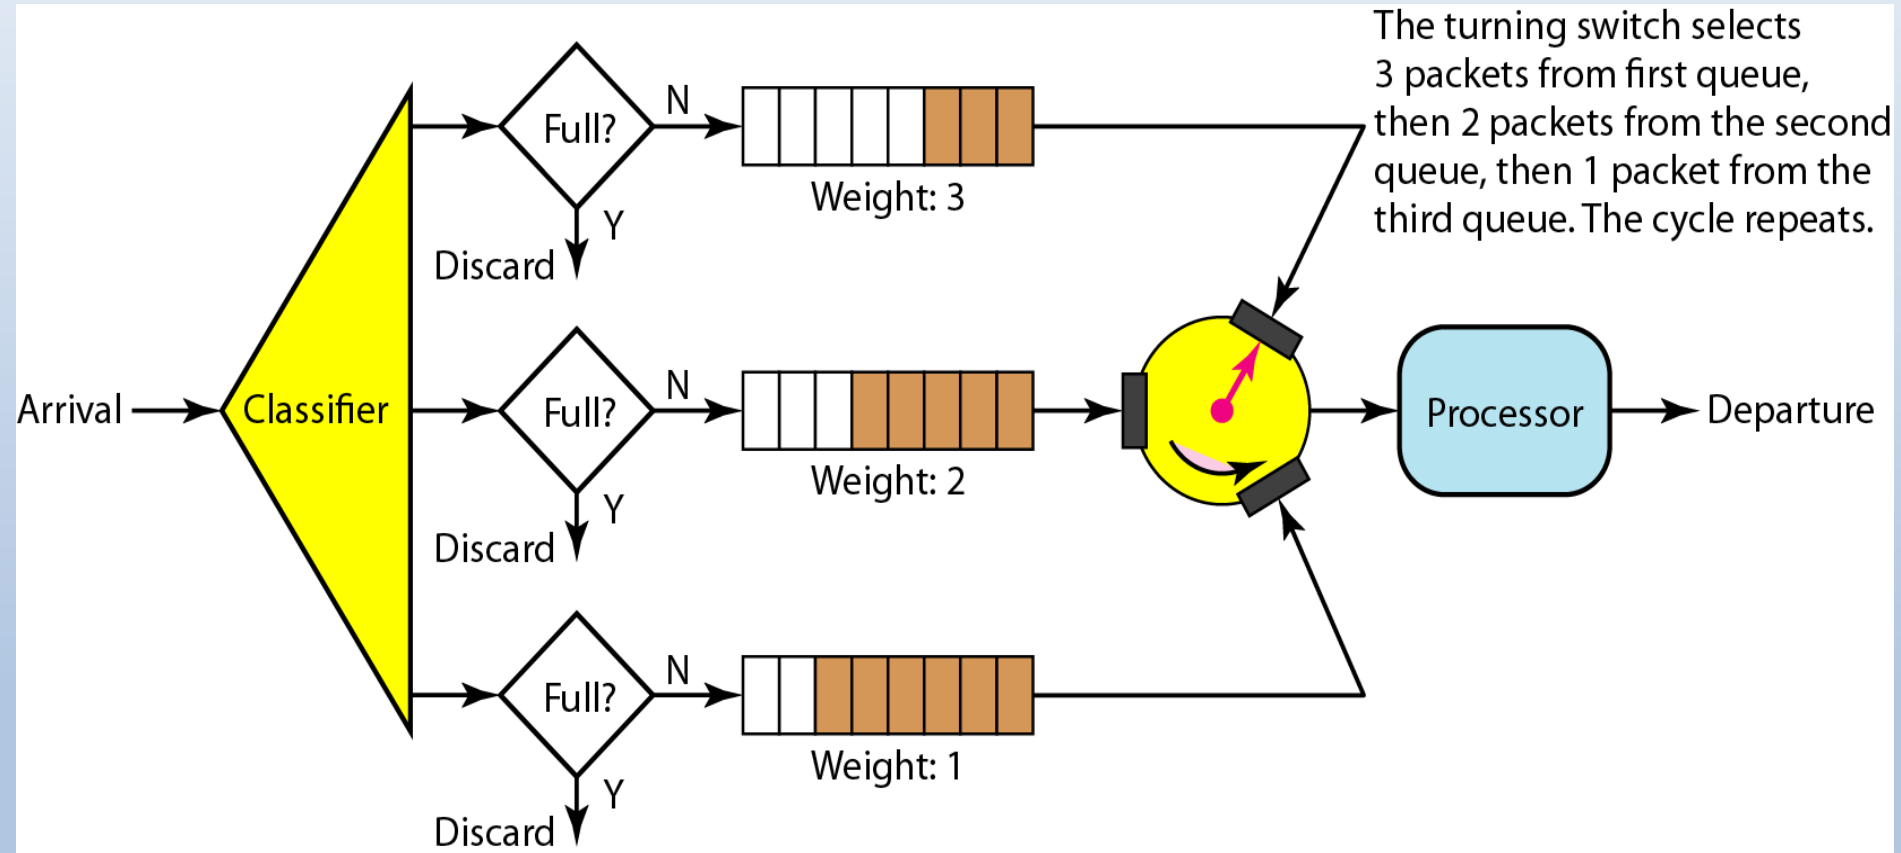 The turning switch selects
3 packets from first queue,
then 2 packets from the second
queue, then 1 packet from the
third queue. The cycle repeats.
Full?
N
Weight: 3
Y
Discard
Arrival
Classifier
Full?
N
Weight: 2
Y
Discard
Processor
Departure
Full?
N
Weight: 1
Y
Discard